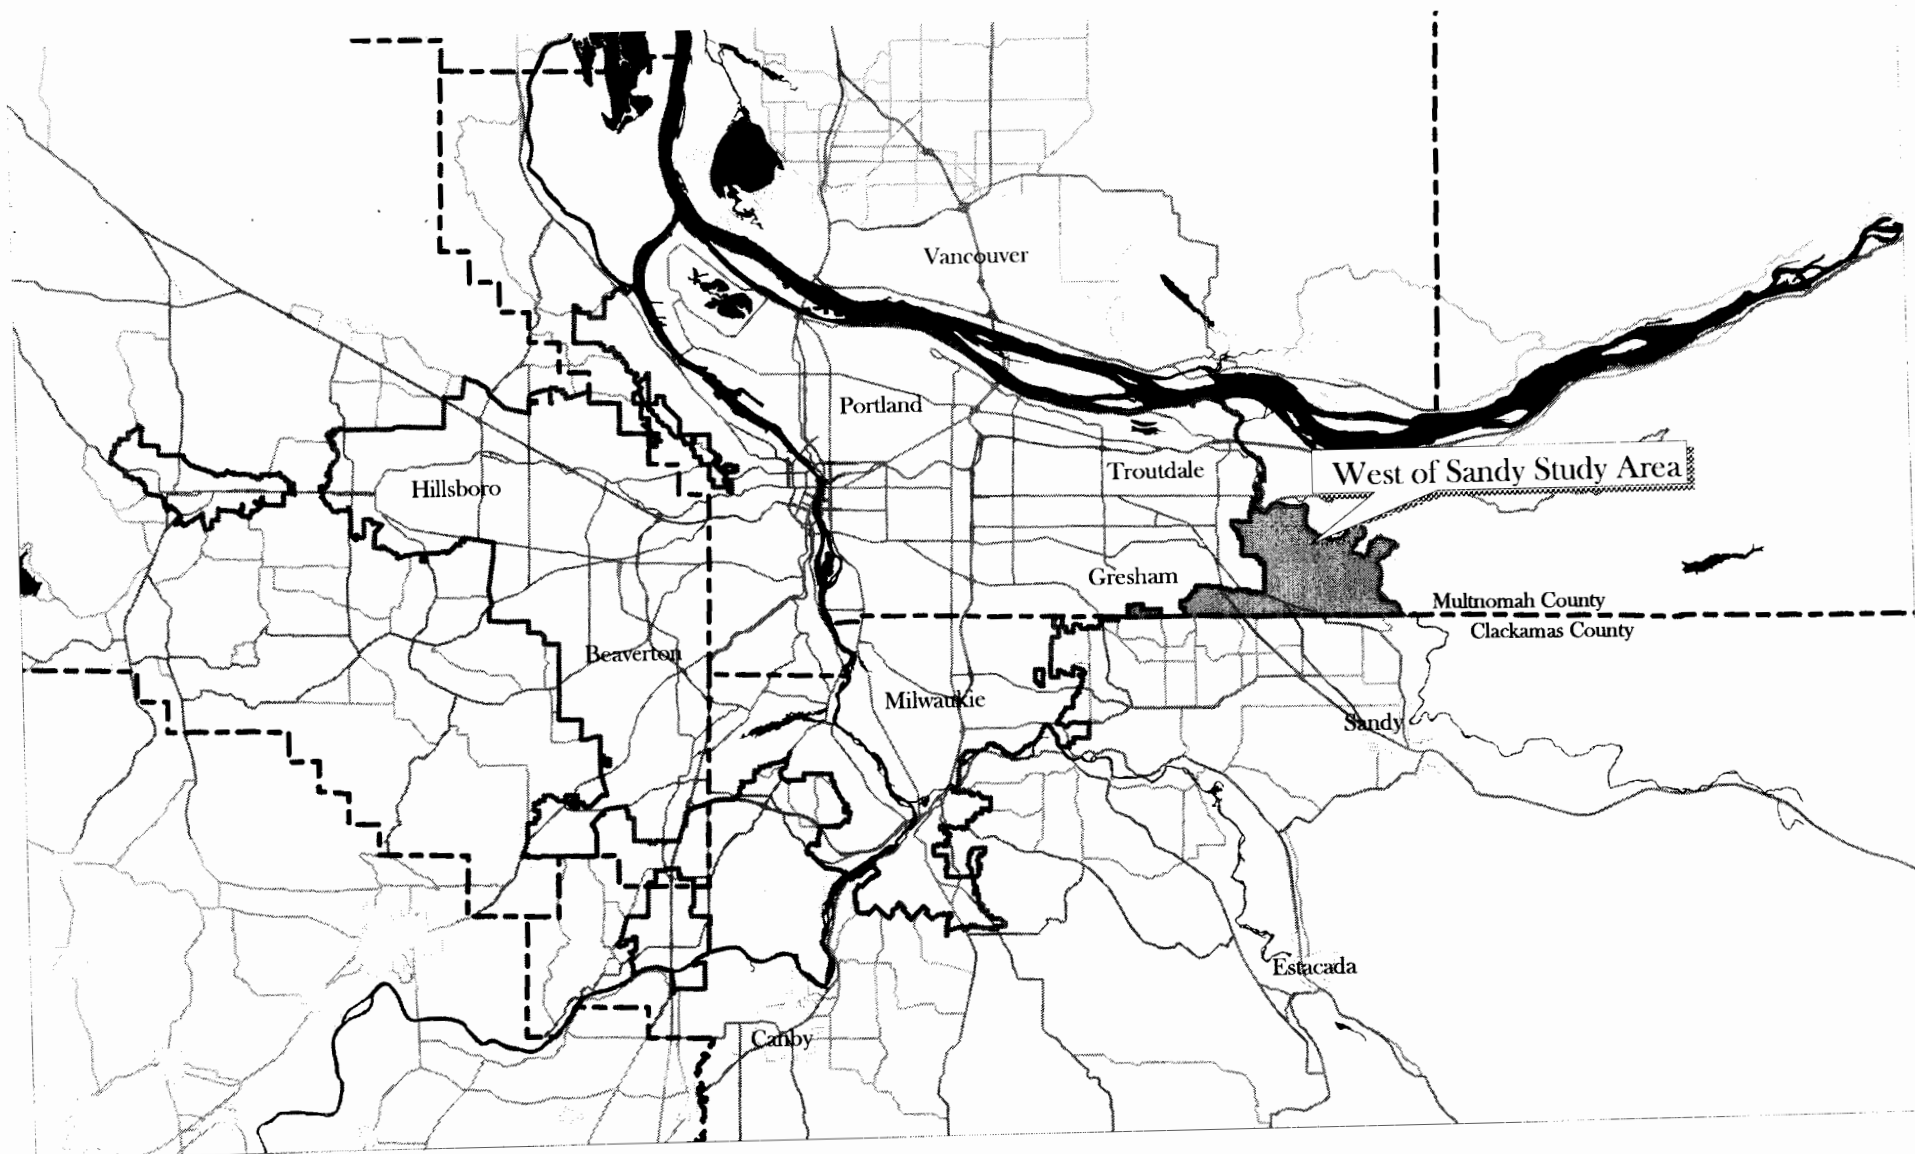 Vancouver
Portland
Troutdale
West of Sandy Study Area
Hillsboro
Gresham
Multnomah County
Clackamas County
Beaverton
Milwaukie
Sandy
Estacada
Canby